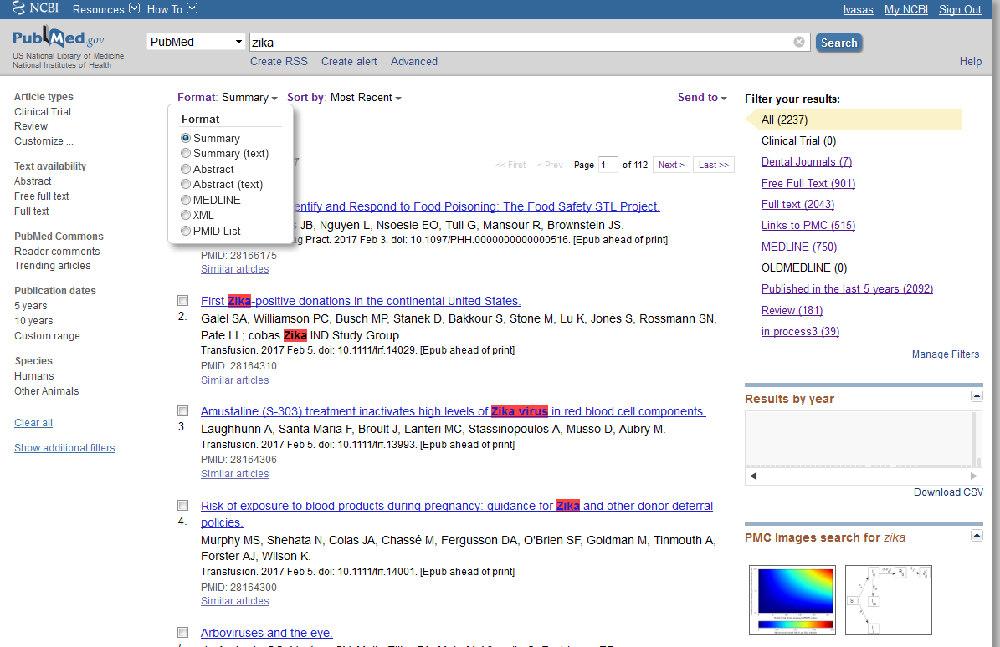 NCBI Resources How To lvasas My NCBI Sign Out
PubMed.gov
US National Library of Medicine
National Institutes of Health
PubMed zika Search
Create RSS Create alert Advanced Help
Article types
Clinical Trial
Review
Customize ...
Text availability
Abstract
Free full text
Full text
PubMed Commons
Reader comments
Trending articles
Publication dates
5 years
10 years
Custom range...
Species
Humans
Other Animals
Clear all
Show additional filters
Format: Summary Sort by: Most Recent Send to
Format
Summary
Summary (text)
Abstract
Abstract (text)
MEDLINE
XML
PMID List
7
<< First < Prev Page 1 of 112 Next > Last >>
entify and Respond to Food Poisoning: The Food Safety STL Project.
s JB, Nguyen L, Nsoesie EO, Tuli G, Mansour R, Brownstein JS.
ag Pract. 2017 Feb 3. doi: 10.1097/PHH.0000000000000516. [Epub ahead of print]
PMID: 28166175
Similar articles
First Zika-positive donations in the continental United States.
2. Galel SA, Williamson PC, Busch MP, Stanek D, Bakkour S, Stone M, Lu K, Jones S, Rossmann SN,
Pate LL; cobas Zika IND Study Group..
Transfusion. 2017 Feb 5. doi: 10.1111/trf.14029. [Epub ahead of print]
PMID: 28164310
Similar articles
Amustaline (S-303) treatment inactivates high levels of Zika virus in red blood cell components.
3. Laughhunn A, Santa Maria F, Broult J, Lanteri MC, Stassinopoulos A, Musso D, Aubry M.
Transfusion. 2017 Feb 5. doi: 10.1111/trf.13993. [Epub ahead of print]
PMID: 28164306
Similar articles
Risk of exposure to blood products during pregnancy: guidance for Zika and other donor deferral
4. policies.
Murphy MS, Shehata N, Colas JA, Chassé M, Fergusson DA, O'Brien SF, Goldman M, Tinmouth A,
Forster AJ, Wilson K.
Transfusion. 2017 Feb 5. doi: 10.1111/trf.14001. [Epub ahead of print]
PMID: 28164300
Similar articles
Arboviruses and the eye.
Filter your results:
All (2237)
Clinical Trial (0)
Dental Journals (7)
Free Full Text (901)
Full text (2043)
Links to PMC (515)
MEDLINE (750)
OLDMEDLINE (0)
Published in the last 5 years (2092)
Review (181)
in process3 (39)
Manage Filters
Results by year
Download CSV
PMC Images search for zika